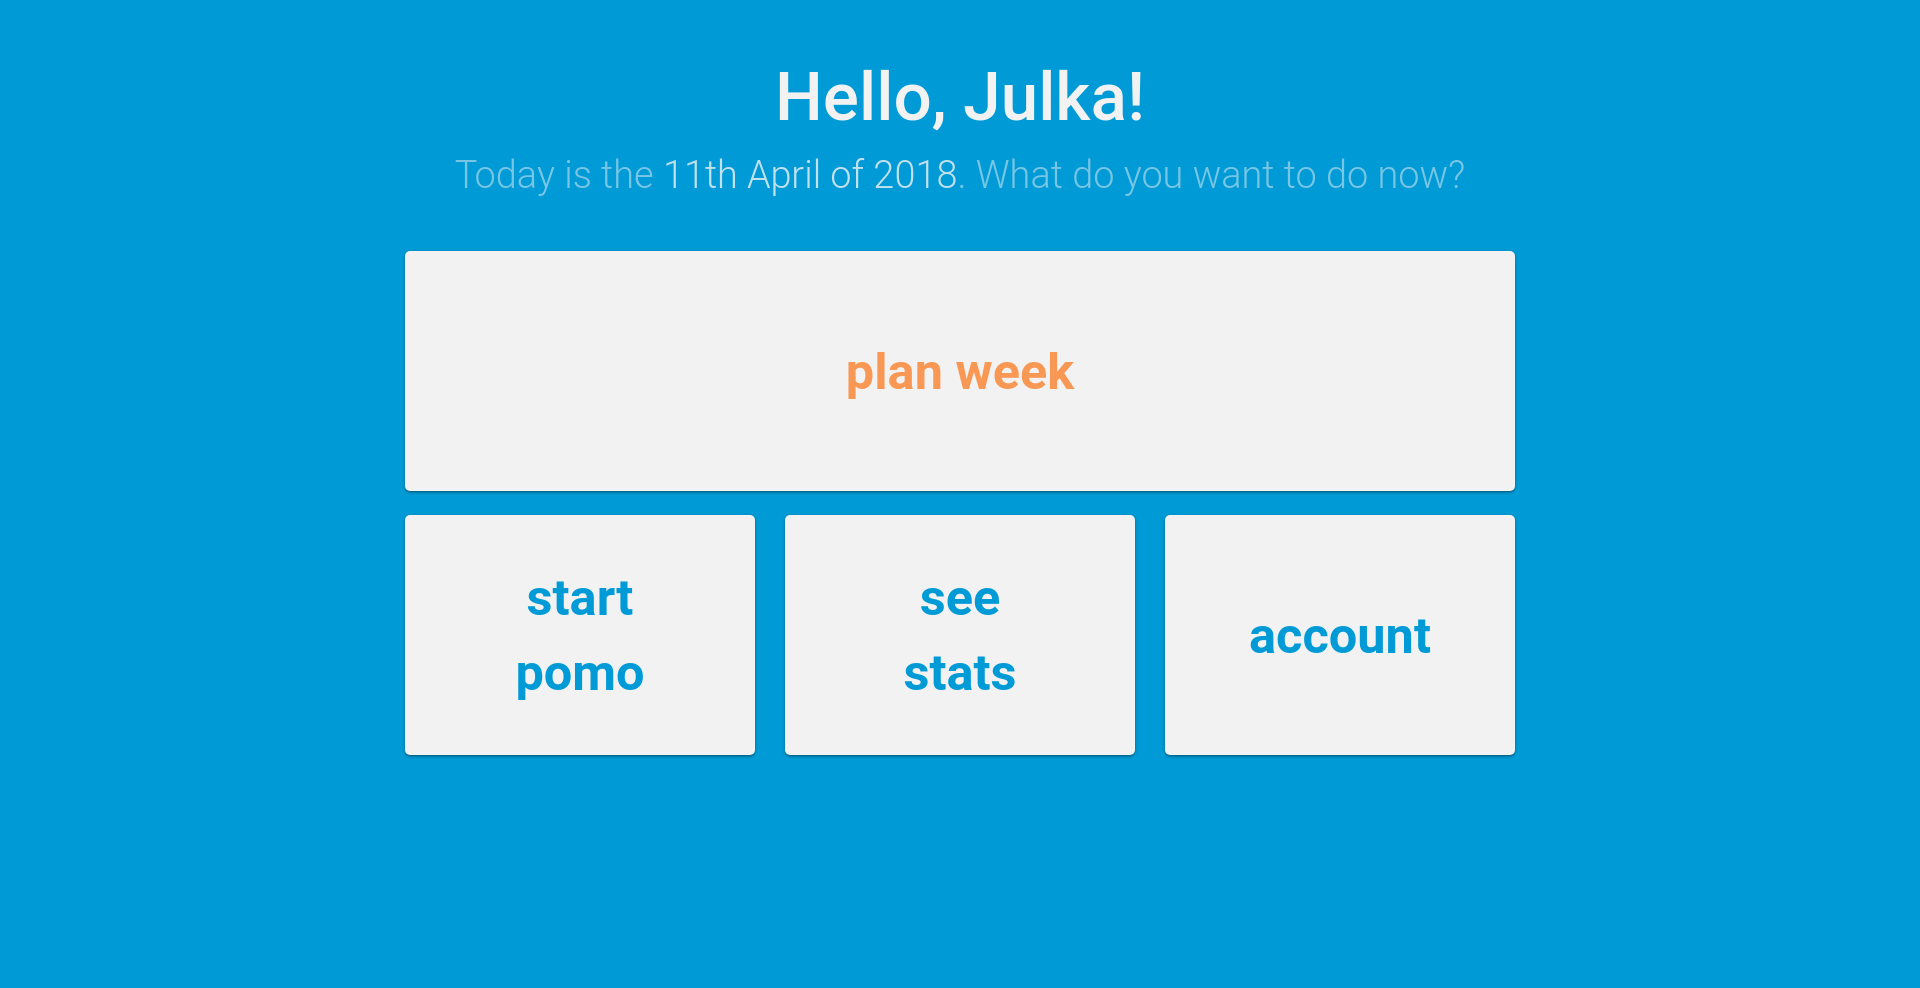 Hello, Julka!
Today is the 11th April of 2018. What do you want to do now?
plan week
start
pomo
see
stats
account